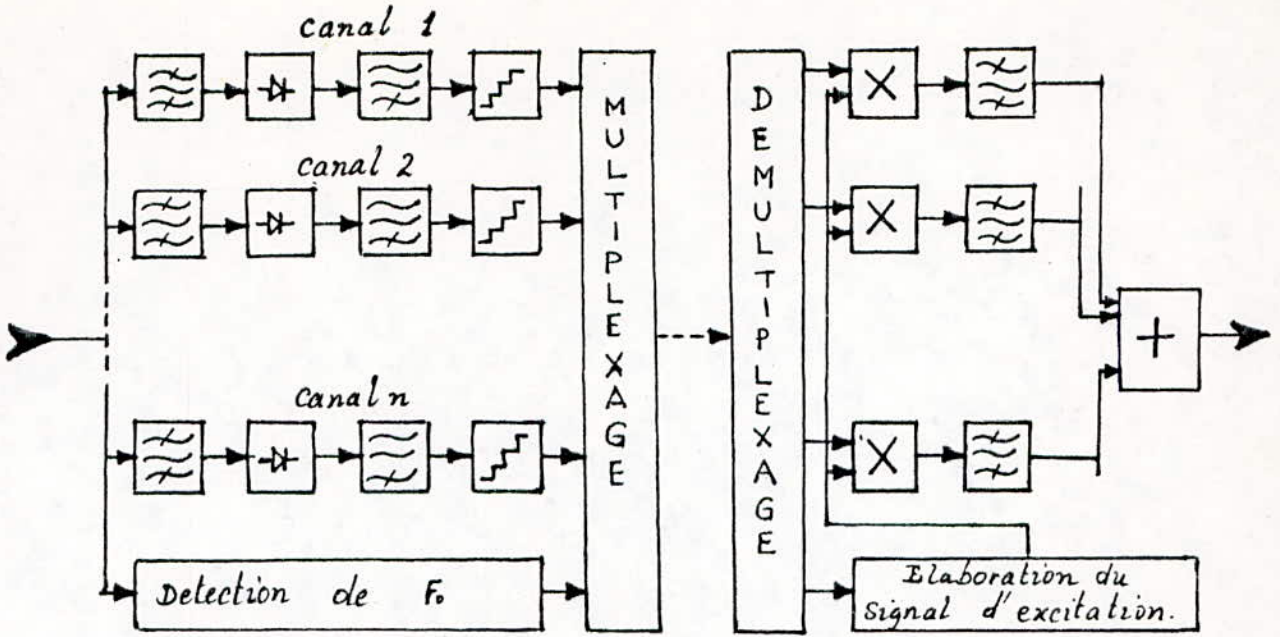 Canal 1
Canal 2
Canal n
Detection de F₀
MULTIPLEXAGE
DEMULTIPLEXAGE
X
X
X
+
Elaboration du
Signal d'excitation.